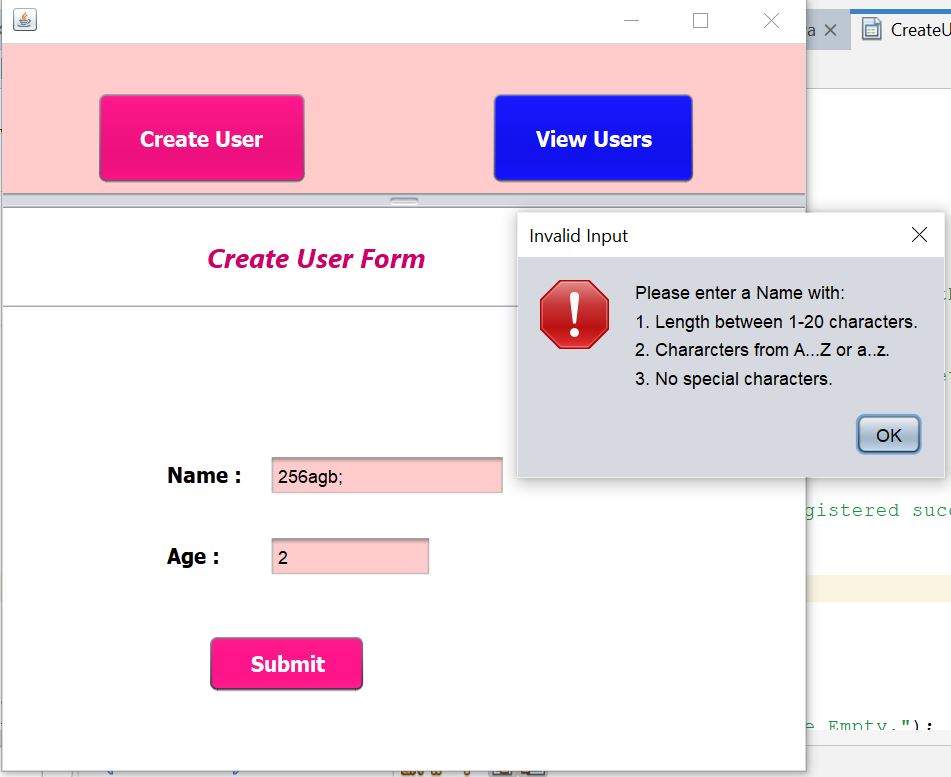 CreateU
Create User
View Users
Create User Form
Invalid Input
Please enter a Name with:
1. Length between 1-20 characters.
2. Chararcters from A...Z or a..z.
3. No special characters.
OK
Name :
256agb;
gistered succ
Age :
2
Submit
e Empty.");